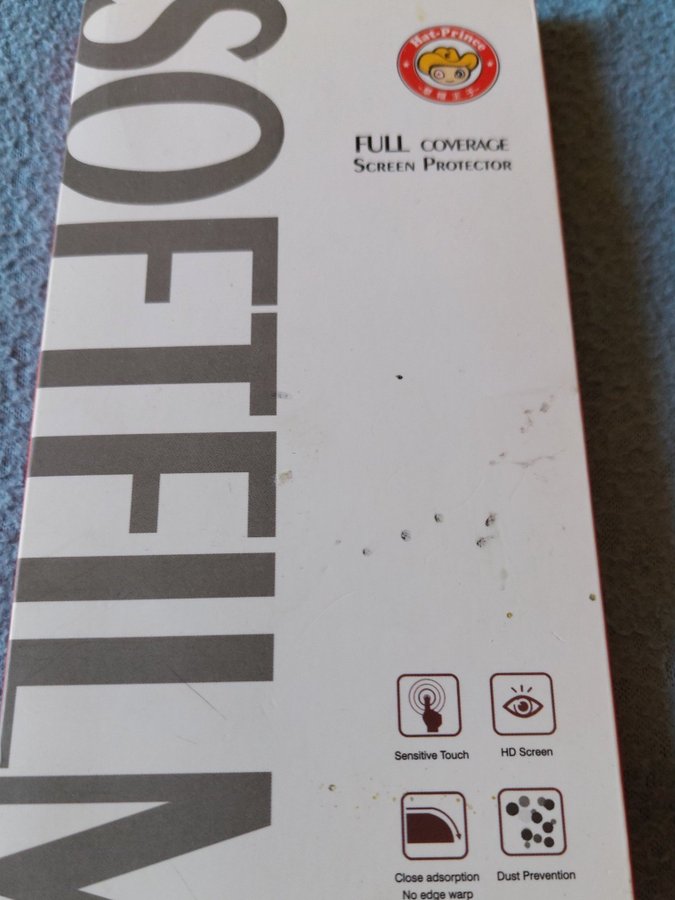 SOFTFILM
Hat-Prince
FULL COVERAGE
SCREEN PROTECTOR
Sensitive Touch
HD Screen
Close adsorption
No edge warp
Dust Prevention